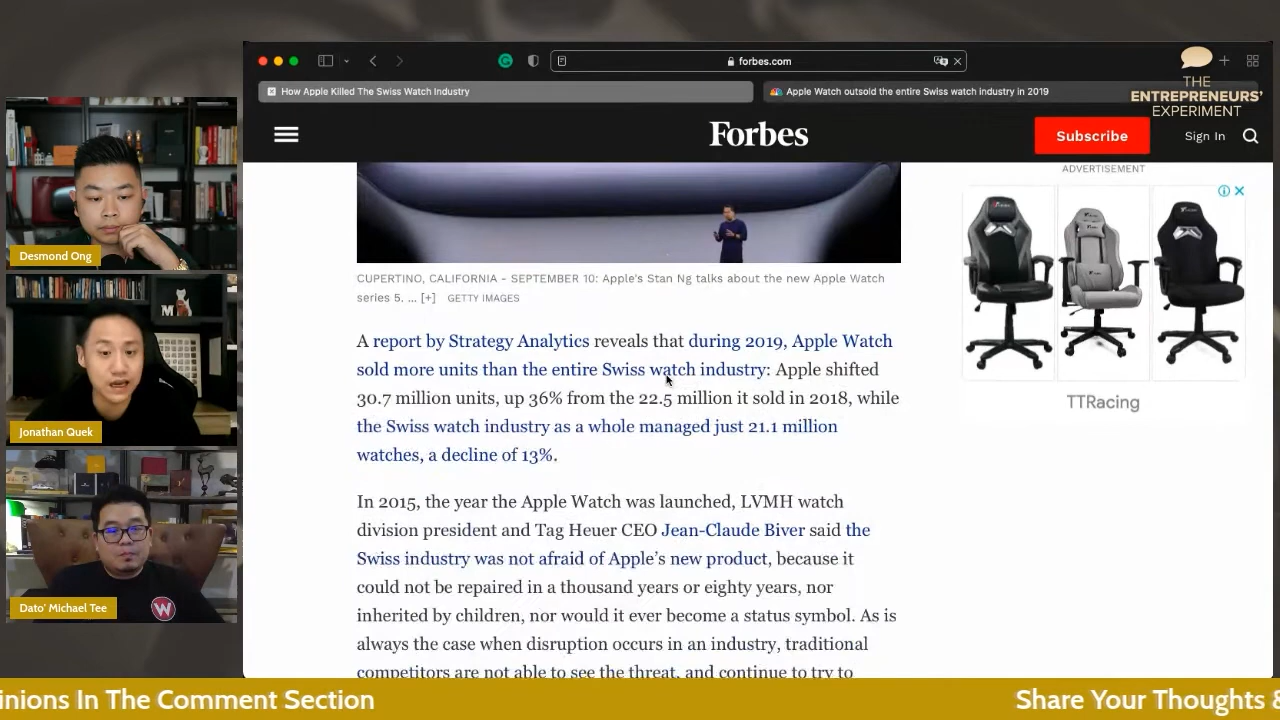 forbes.com
How Apple Killed The Swiss Watch Industry
Apple Watch outsold the entire Swiss watch industry in 2019
THE
ENTREPRENEURS'
EXPERIMENT
Forbes
Subscribe
Sign In
ADVERTISEMENT
TTRacing
CUPERTINO, CALIFORNIA - SEPTEMBER 10: Apple's Stan Ng talks about the new Apple Watch
series 5. ... [+] GETTY IMAGES
A report by Strategy Analytics reveals that during 2019, Apple Watch
sold more units than the entire Swiss watch industry: Apple shifted
30.7 million units, up 36% from the 22.5 million it sold in 2018, while
the Swiss watch industry as a whole managed just 21.1 million
watches, a decline of 13%.
In 2015, the year the Apple Watch was launched, LVMH watch
division president and Tag Heuer CEO Jean-Claude Biver said the
Swiss industry was not afraid of Apple's new product, because it
could not be repaired in a thousand years or eighty years, nor
inherited by children, nor would it ever become a status symbol. As is
always the case when disruption occurs in an industry, traditional
competitors are not able to see the threat, and continue to try to
Desmond Ong
M
Jonathan Quek
W
Dato' Michael Tee
inions In The Comment Section
Share Your Thoughts &